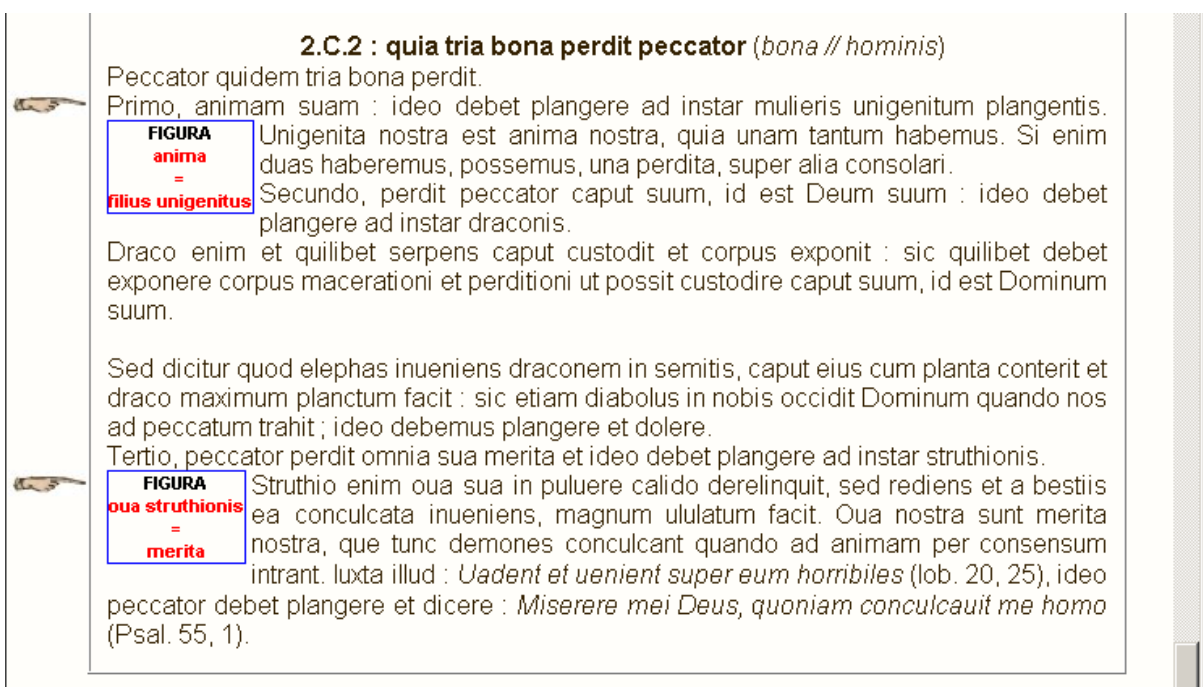 2.C.2 : quia tria bona perdit peccator (bona // hominis)
Peccator quidem tria bona perdit.
Primo, animam suam : ideo debet plangere ad instar mulieris unigenitum plangentis.
FIGURA
anima
=
filius unigenitus
Unigenita nostra est anima nostra, quia unam tantum habemus. Si enim
duas haberemus, possemus, una perdita, super alia consolari.
Secundo, perdit peccator caput suum, id est Deum suum : ideo debet
plangere ad instar draconis.
Draco enim et quilibet serpens caput custodit et corpus exponit : sic quilibet debet
exponere corpus macerationi et perditioni ut possit custodire caput suum, id est Dominum
suum.
Sed dicitur quod elephas inueniens draconem in semitis, caput eius cum planta conterit et
draco maximum planctum facit : sic etiam diabolus in nobis occidit Dominum quando nos
ad peccatum trahit ; ideo debemus plangere et dolere.
Tertio, peccator perdit omnia sua merita et ideo debet plangere ad instar struthionis.
FIGURA
oua struthionis
=
merita
Struthio enim oua sua in puluere calido derelinquit, sed rediens et a bestiis
ea conculcata inueniens, magnum ululatum facit. Oua nostra sunt merita
nostra, que tunc demones conculcant quando ad animam per consensum
intrant. Iuxta illud : Uadent et uenient super eum horribiles (Iob. 20, 25), ideo
peccator debet plangere et dicere : Miserere mei Deus, quoniam conculcauit me homo
(Psal. 55, 1).